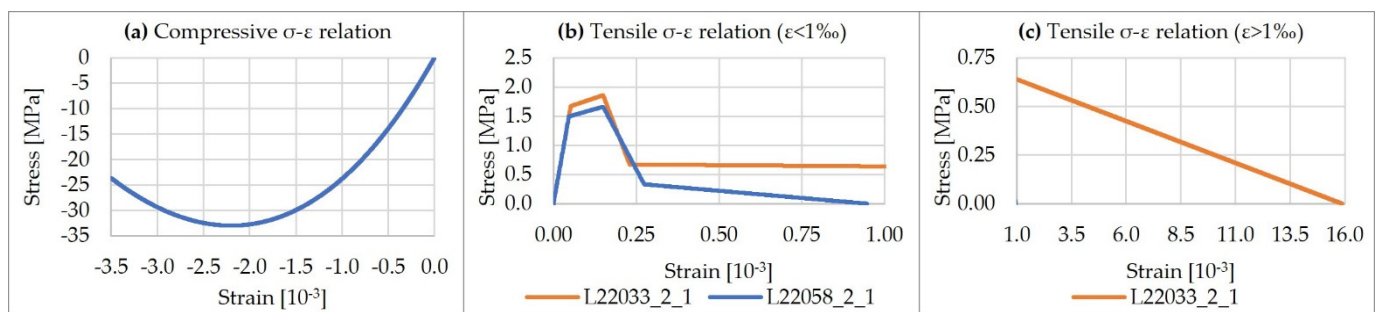 (a) Compressive σ-ε relation
Stress [MPa]
0
-5
-10
-15
-20
-25
-30
-35
-3.5 -3.0 -2.5 -2.0 -1.5 -1.0 -0.5 0.0
Strain [10-3]
(b) Tensile σ-ε relation (ε<1‰)
Stress [MPa]
2.5
2.0
1.5
1.0
0.5
0.0
0.00 0.25 0.50 0.75 1.00
Strain [10-3]
L22033_2_1 L22058_2_1
(c) Tensile σ-ε relation (ε>1‰)
Stress [MPa]
0.75
0.50
0.25
0.00
1.0 3.5 6.0 8.5 11.0 13.5 16.0
Strain [10-3]
L22033_2_1